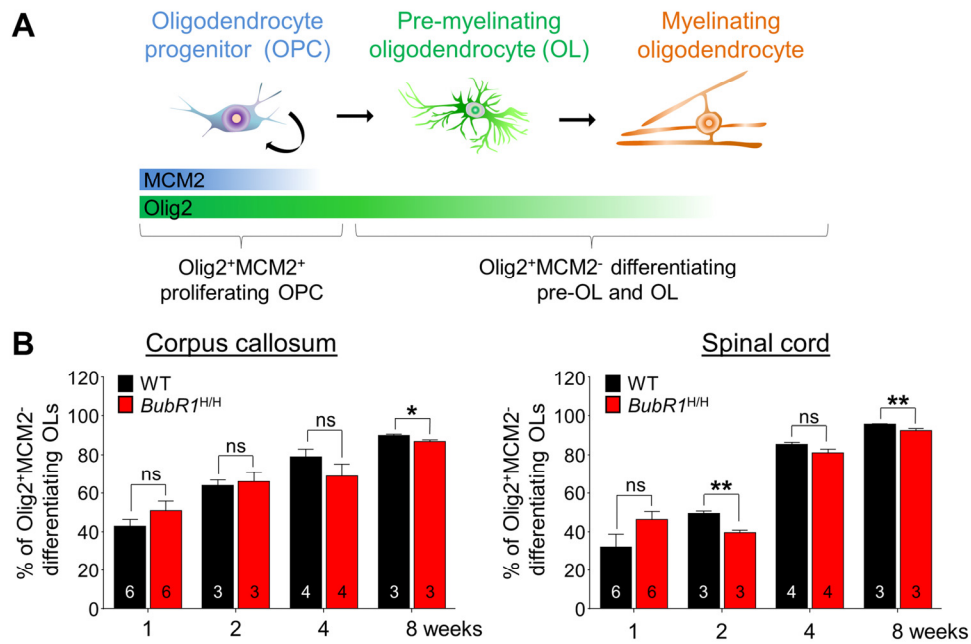 A
Oligodendrocyte
progenitor (OPC)
Pre-myelinating
oligodendrocyte (OL)
Myelinating
oligodendrocyte
MCM2
Olig2
Olig2⁺MCM2⁺
proliferating OPC
Olig2⁺MCM2⁻ differentiating
pre-OL and OL
B
Corpus callosum
% of Olig2⁺MCM2⁻
differentiating OLs
120
100
80
60
40
20
0
WT
BubR1ᴴ/ᴴ
ns
ns
ns
*
6 6 3 3 4 4 3 3
1 2 4 8 weeks
Spinal cord
% of Olig2⁺MCM2⁻
differentiating OLs
120
100
80
60
40
20
0
WT
BubR1ᴴ/ᴴ
ns
**
ns
**
6 6 3 3 4 4 3 3
1 2 4 8 weeks